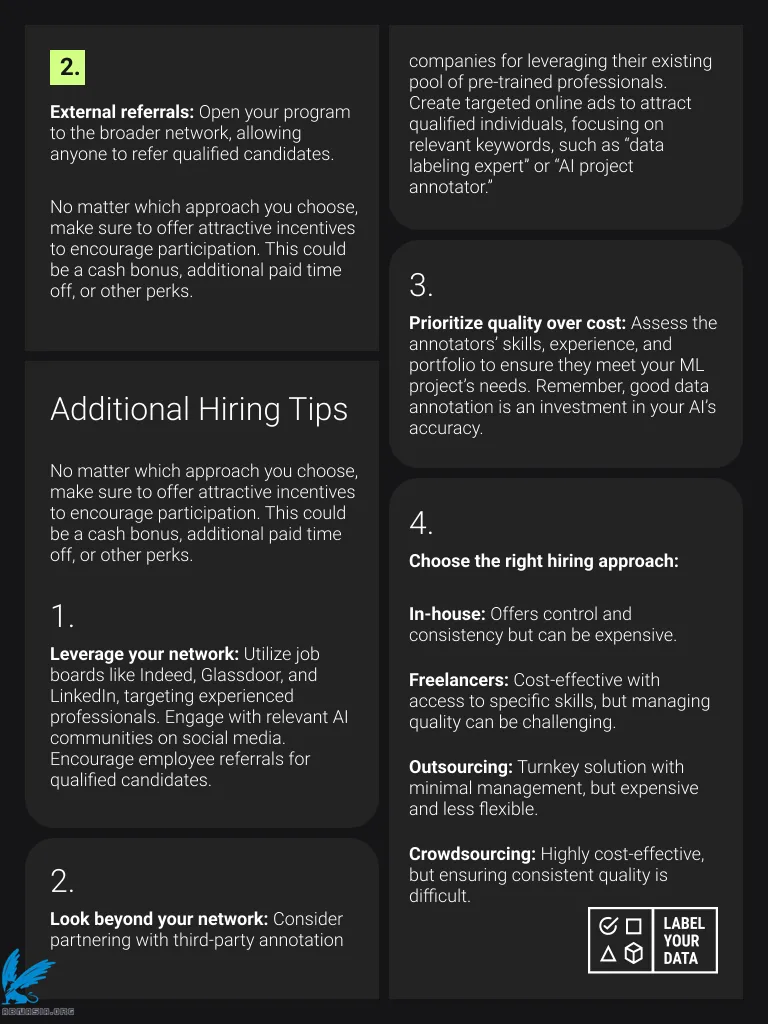 2.
External referrals: Open your program
to the broader network, allowing
anyone to refer qualified candidates.
No matter which approach you choose,
make sure to offer attractive incentives
to encourage participation. This could
be a cash bonus, additional paid time
off, or other perks.
Additional Hiring Tips
No matter which approach you choose,
make sure to offer attractive incentives
to encourage participation. This could
be a cash bonus, additional paid time
off, or other perks.
1.
Leverage your network: Utilize job
boards like Indeed, Glassdoor, and
LinkedIn, targeting experienced
professionals. Engage with relevant AI
communities on social media.
Encourage employee referrals for
qualified candidates.
2.
Look beyond your network: Consider
partnering with third-party annotation
companies for leveraging their existing
pool of pre-trained professionals.
Create targeted online ads to attract
qualified individuals, focusing on
relevant keywords, such as “data
labeling expert” or “AI project
annotator.”
3.
Prioritize quality over cost: Assess the
annotators’ skills, experience, and
portfolio to ensure they meet your ML
project’s needs. Remember, good data
annotation is an investment in your AI’s
accuracy.
4.
Choose the right hiring approach:
In-house: Offers control and
consistency but can be expensive.
Freelancers: Cost-effective with
access to specific skills, but managing
quality can be challenging.
Outsourcing: Turnkey solution with
minimal management, but expensive
and less flexible.
Crowdsourcing: Highly cost-effective,
but ensuring consistent quality is
difficult.
LABEL
YOUR
DATA
ABMASIA.ORG